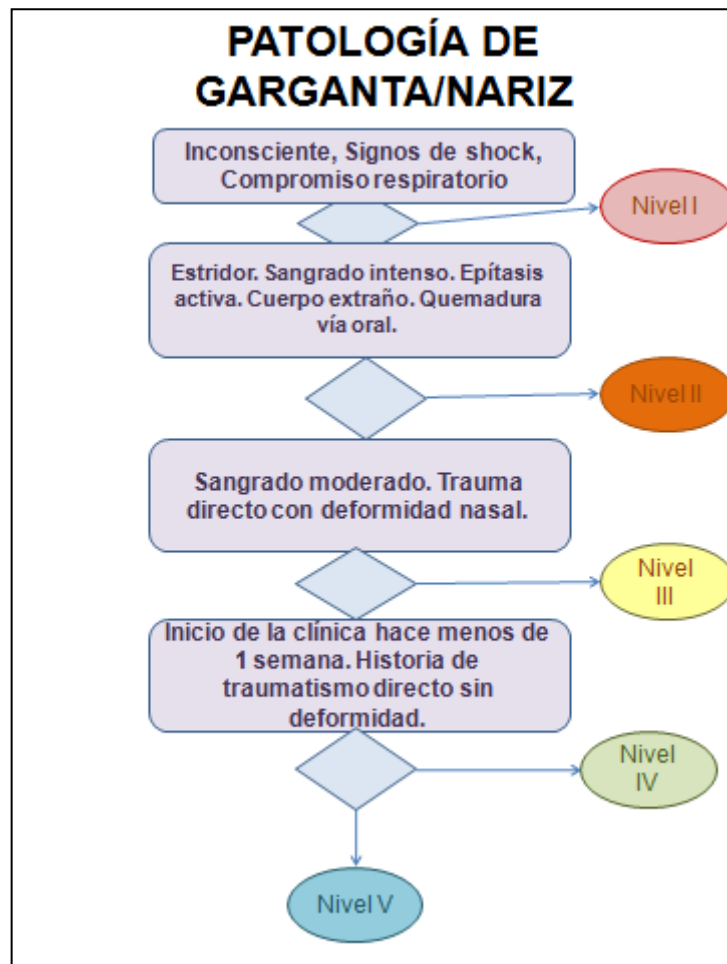 PATOLOGÍA DE
GARGANTA/NARIZ
Inconsciente, Signos de shock,
Compromiso respiratorio
Nivel I
Estridor. Sangrado intenso. Epítasis
activa. Cuerpo extraño. Quemadura
vía oral.
Nivel II
Sangrado moderado. Trauma
directo con deformidad nasal.
Nivel
III
Inicio de la clínica hace menos de
1 semana. Historia de
traumatismo directo sin
deformidad.
Nivel
IV
Nivel V